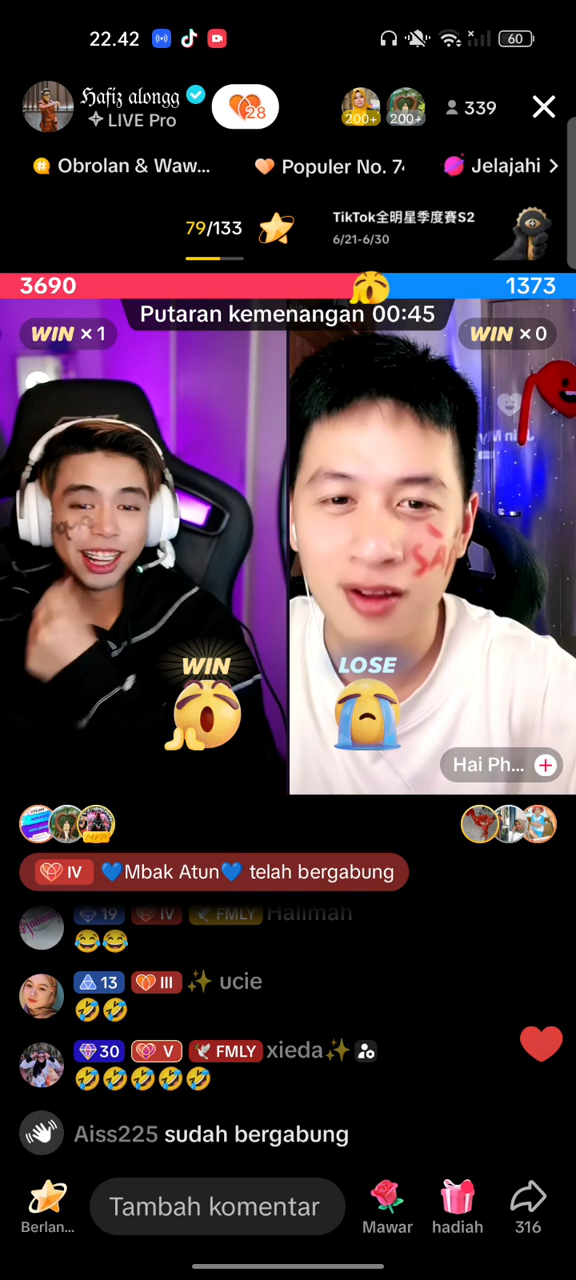 22.42
60
Hafiz alongg
LIVE Pro
28
200+
200+
339
Obrolan & Waw...
Populer No. 7
Jelajahi
79/133
TikTok全明星季度賽S2
6/21-6/30
3690
1373
Putaran kemenangan 00:45
WIN × 1
WIN × 0
WIN
LOSE
Hai Ph...
IV 💙Mbak Atun💙 telah bergabung
19 IV FMLY Halimah
😂😂
13 III ✨ ucie
🤣🤣
30 V FMLY xieda✨
🤣🤣🤣🤣🤣
Aiss225 sudah bergabung
Berlan...
Tambah komentar
Mawar
hadiah
316